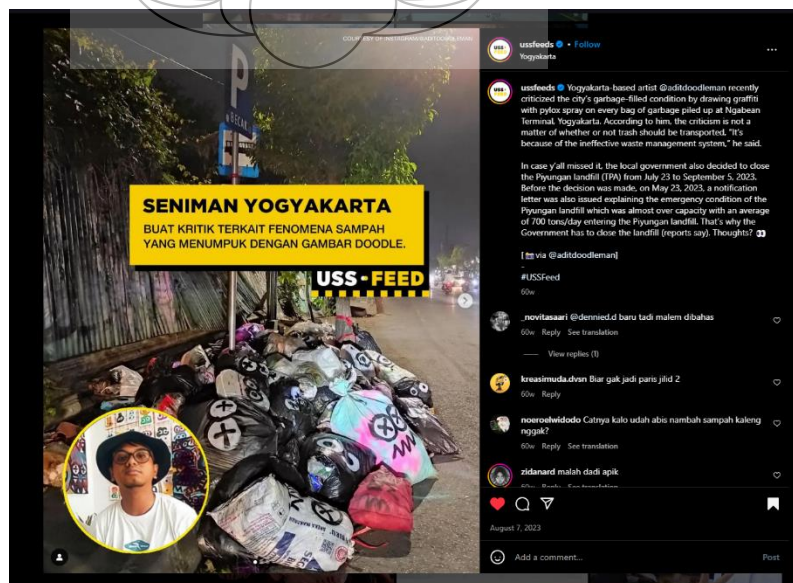 COURTESY OF INSTAGRAM/ADITDOODLEMAN
P
BECAK
SENIMAN YOGYAKARTA
BUAT KRITIK TERKAIT FENOMENA SAMPAH
YANG MENUMPUK DENGAN GAMBAR DOODLE.
USS-FEED
ussfeeds • Follow
Yogyakarta
ussfeeds Yogyakarta-based artist @aditdoodleman recently
criticized the city's garbage-filled condition by drawing graffiti
with pylox spray on every bag of garbage piled up at Ngabean
Terminal, Yogyakarta. According to him, the criticism is not a
matter of whether or not trash should be transported, "It's
because of the ineffective waste management system," he said.
In case y'all missed it, the local government also decided to close
the Piyungan landfill (TPA) from July 23 to September 5, 2023.
Before the decision was made, on May 23, 2023, a notification
letter was also issued explaining the emergency condition of the
Piyungan landfill which was almost over capacity with an average
of 700 tons/day entering the Piyungan landfill. That's why the
Government has to close the landfill (reports say). Thoughts? 👀
[📸 via @aditdoodleman]
-
#USSFeed
60w
_novitasaari @dennied.d baru tadi malem dibahas
60w Reply See translation
View replies (1)
kreasimuda.dvsn Biar gak jadi paris jilid 2
60w Reply
noeroelwidodo Catnya kalo udah abis nambah sampah kaleng
nggak?
60w Reply See translation
zidanard malah dadi apik
60w Reply See translation
August 7, 2023
Add a comment...
Post